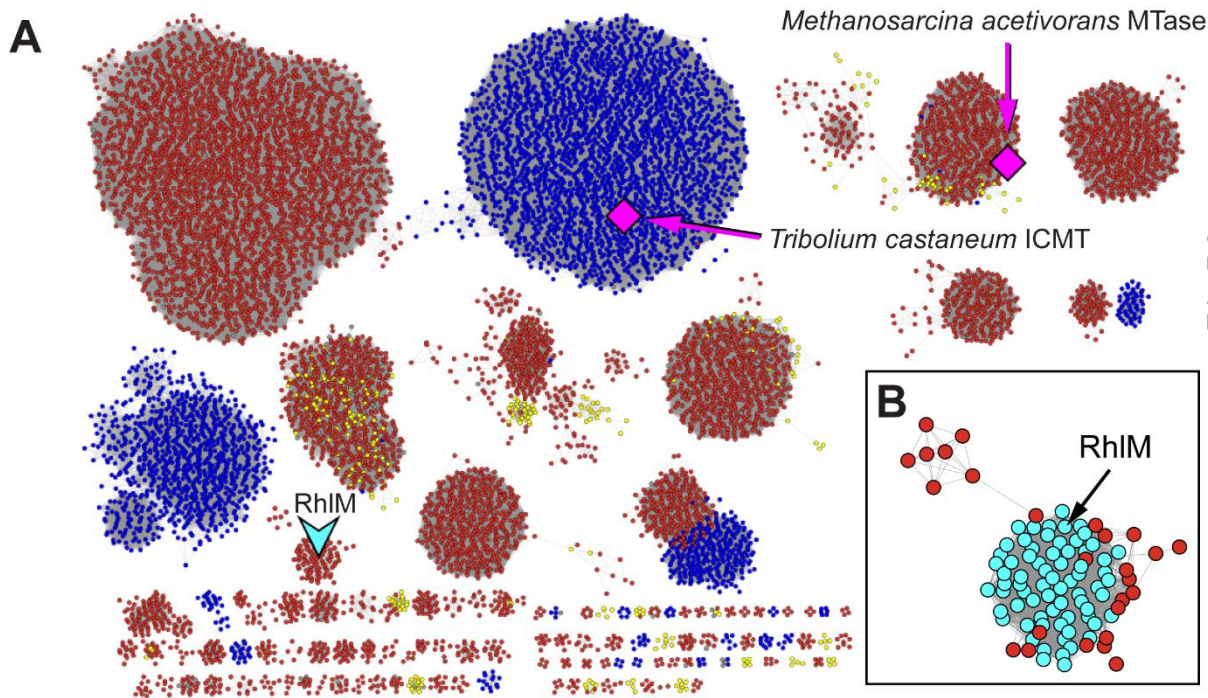 A
Methanosarcina acetivorans MTase
Tribolium castaneum ICMT
RhlM
B
RhlM